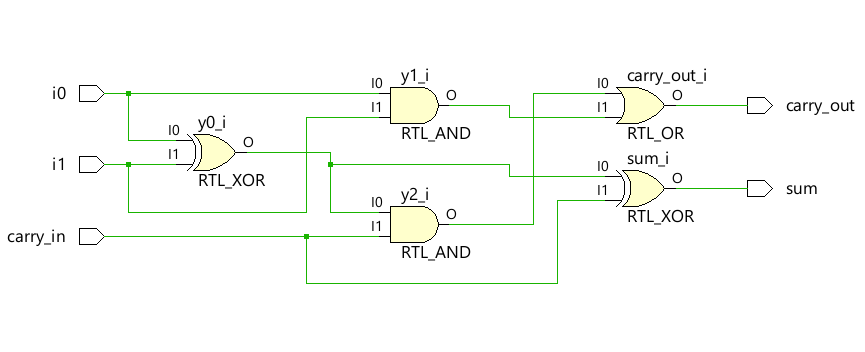 i0
i1
carry_in
I0
I1
y0_i
O
RTL_XOR
I0
I1
y1_i
O
RTL_AND
I0
I1
y2_i
O
RTL_AND
I0
I1
carry_out_i
O
RTL_OR
I0
I1
sum_i
O
RTL_XOR
carry_out
sum